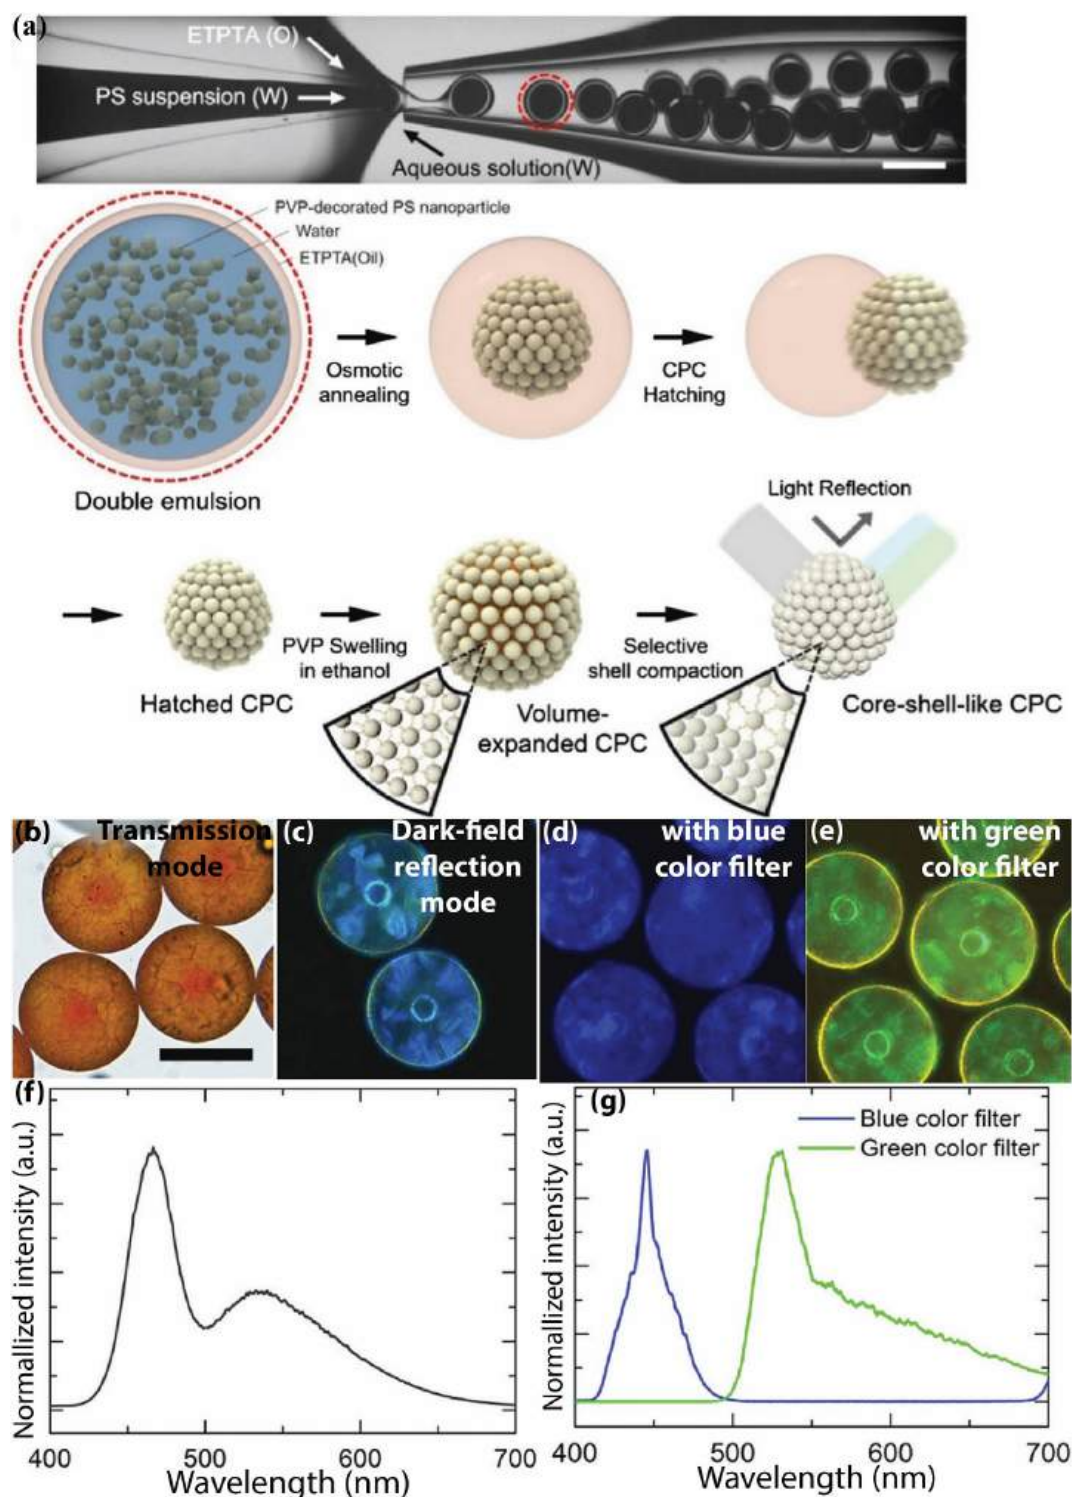 (a)
ETPTA (O)
PS suspension (W)
Aqueous solution(W)
PVP-decorated PS nanoparticle
Water
ETPTA(Oil)
Osmotic
annealing
CPC
Hatching
Double emulsion
Light Reflection
PVP Swelling
in ethanol
Selective
shell compaction
Hatched CPC
Volume-
expanded CPC
Core-shell-like CPC
(b) Transmission
mode
(c) Dark-field
reflection
mode
(d) with blue
color filter
(e) with green
color filter
(f)
Normallized intensity (a.u.)
400 500 600 700
Wavelength (nm)
(g)
Blue color filter
Green color filter
Normallized intensity (a.u.)
400 500 600 700
Wavelength (nm)